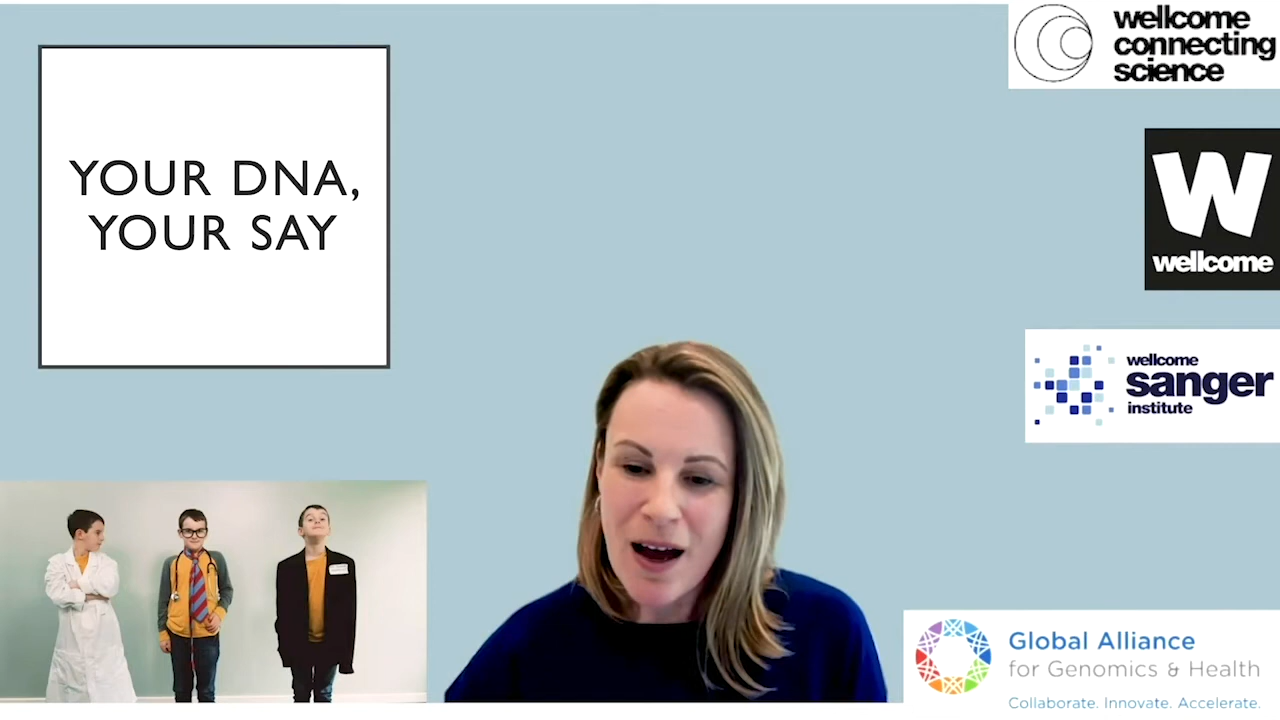 YOUR DNA,
YOUR SAY
wellcome
connecting
science
W
wellcome
wellcome
sanger
institute
Global Alliance
for Genomics & Health
Collaborate. Innovate. Accelerate.